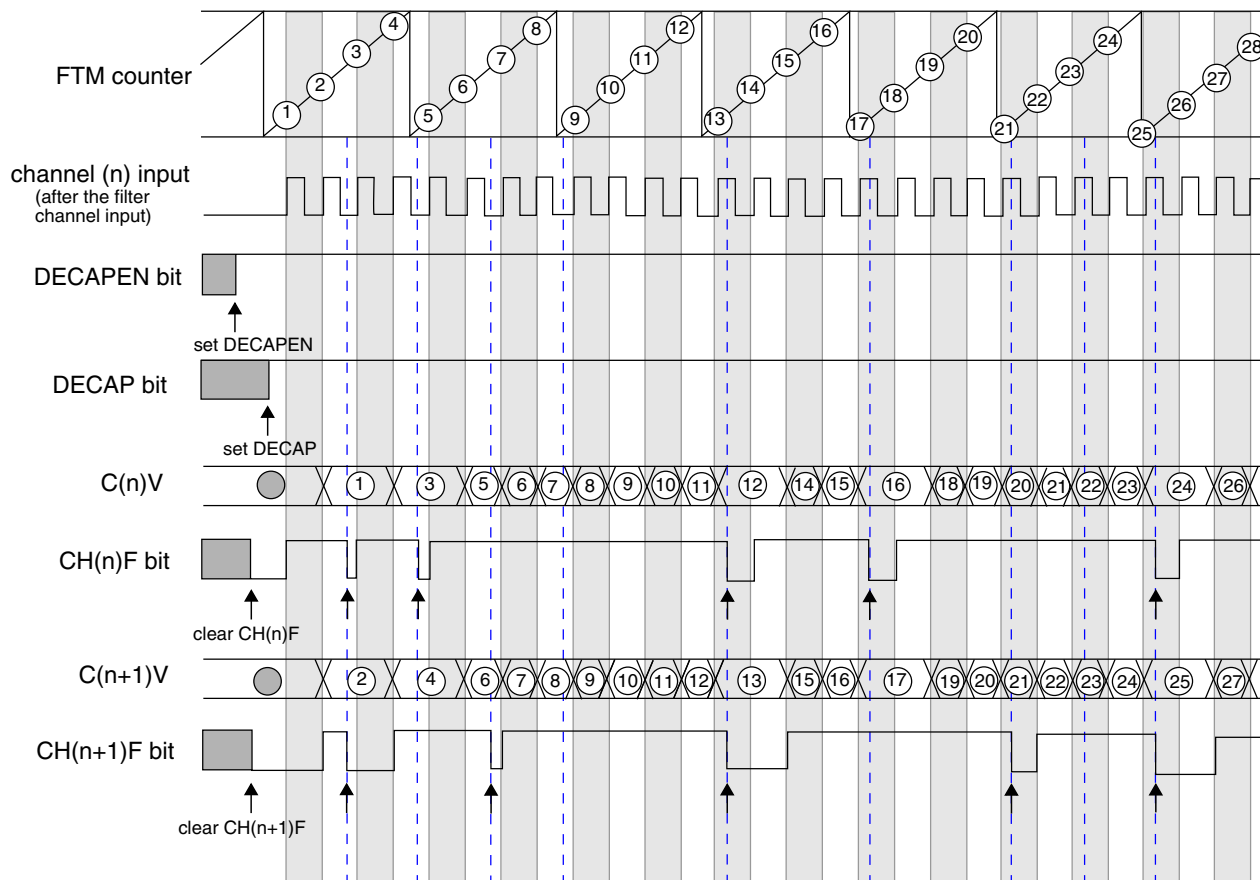 4 8 12 16 20 24 28
3 7 11 15 19 23 27
FTM counter
2 6 10 14 18 22 26
1 5 9 13 17 21 25
channel (n) input
(after the filter
channel input)
DECAPEN bit
set DECAPEN
DECAP bit
set DECAP
C(n)V 1 3 5 6 7 8 9 10 11 12 14 15 16 18 19 20 21 22 23 24 26
CH(n)F bit
clear CH(n)F
C(n+1)V 2 4 6 7 8 9 10 11 12 13 15 16 17 19 20 21 22 23 24 25 27
CH(n+1)F bit
clear CH(n+1)F